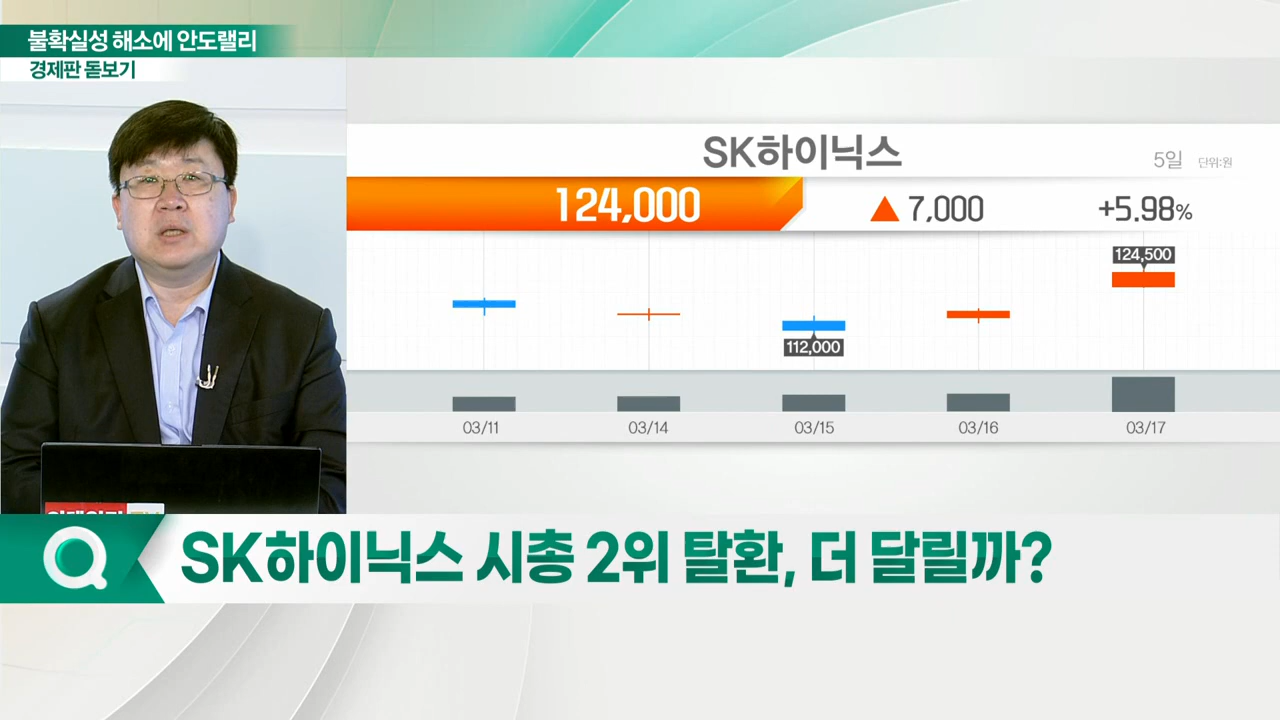 불확실성 해소에 안도랠리
경제판 돋보기
SK하이닉스
5일 단위:원
124,000 ▲ 7,000 +5.98%
124,500
112,000
03/11 03/14 03/15 03/16 03/17
SK하이닉스 시총 2위 탈환, 더 달릴까?